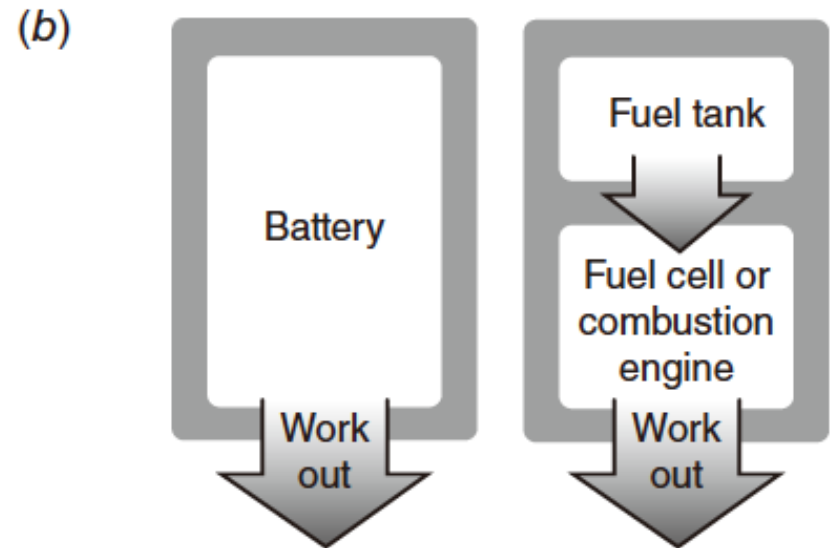 (b)
Battery
Work
out
Fuel tank
Fuel cell or
combustion
engine
Work
out